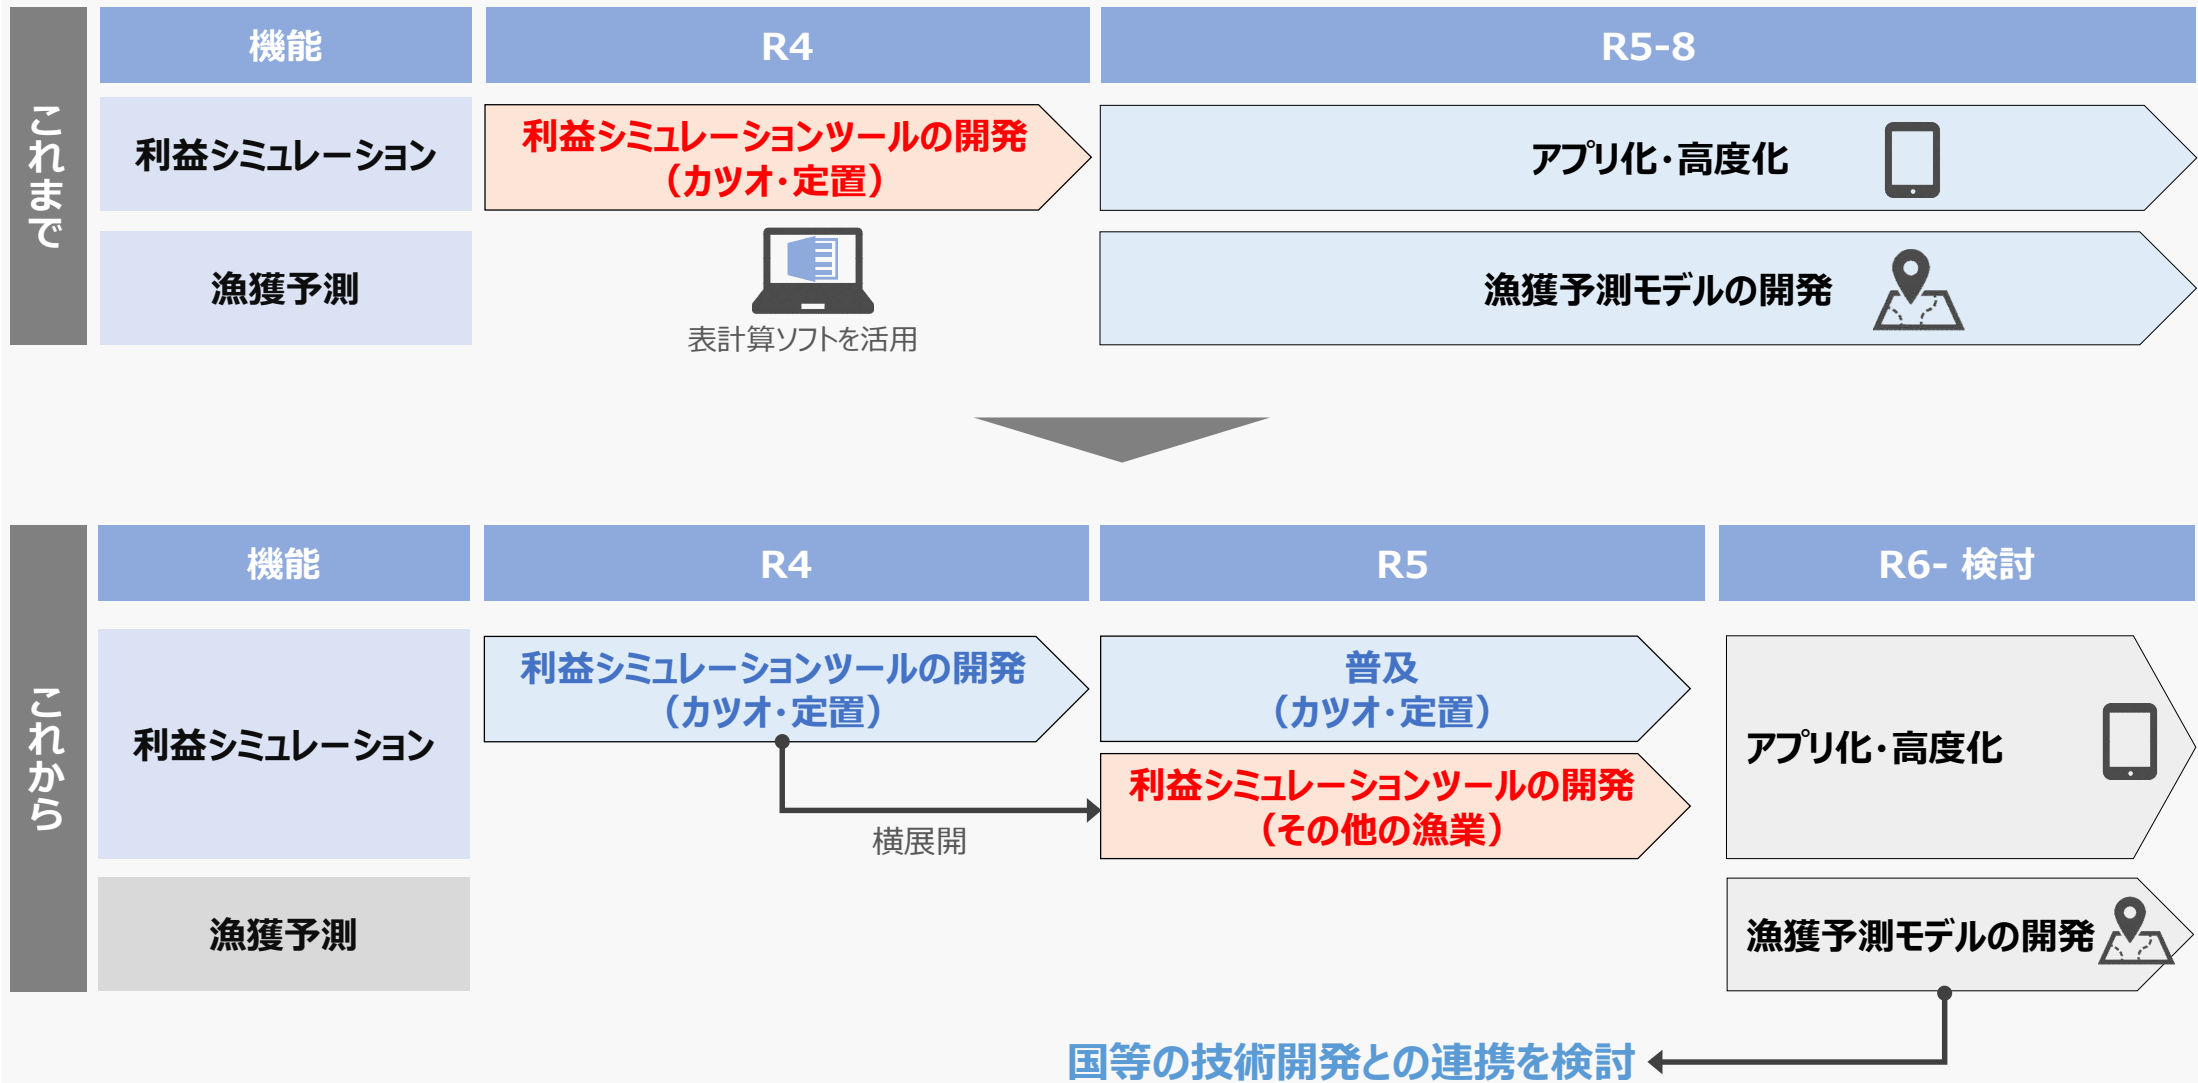 これまで
機能
R4
R5-8
利益シミュレーション
利益シミュレーションツールの開発
（カツオ・定置）
アプリ化・高度化
漁獲予測
表計算ソフトを活用
漁獲予測モデルの開発
これから
機能
R4
R5
R6- 検討
利益シミュレーション
利益シミュレーションツールの開発
（カツオ・定置）
普及
（カツオ・定置）
横展開
利益シミュレーションツールの開発
（その他の漁業）
アプリ化・高度化
漁獲予測
漁獲予測モデルの開発
国等の技術開発との連携を検討